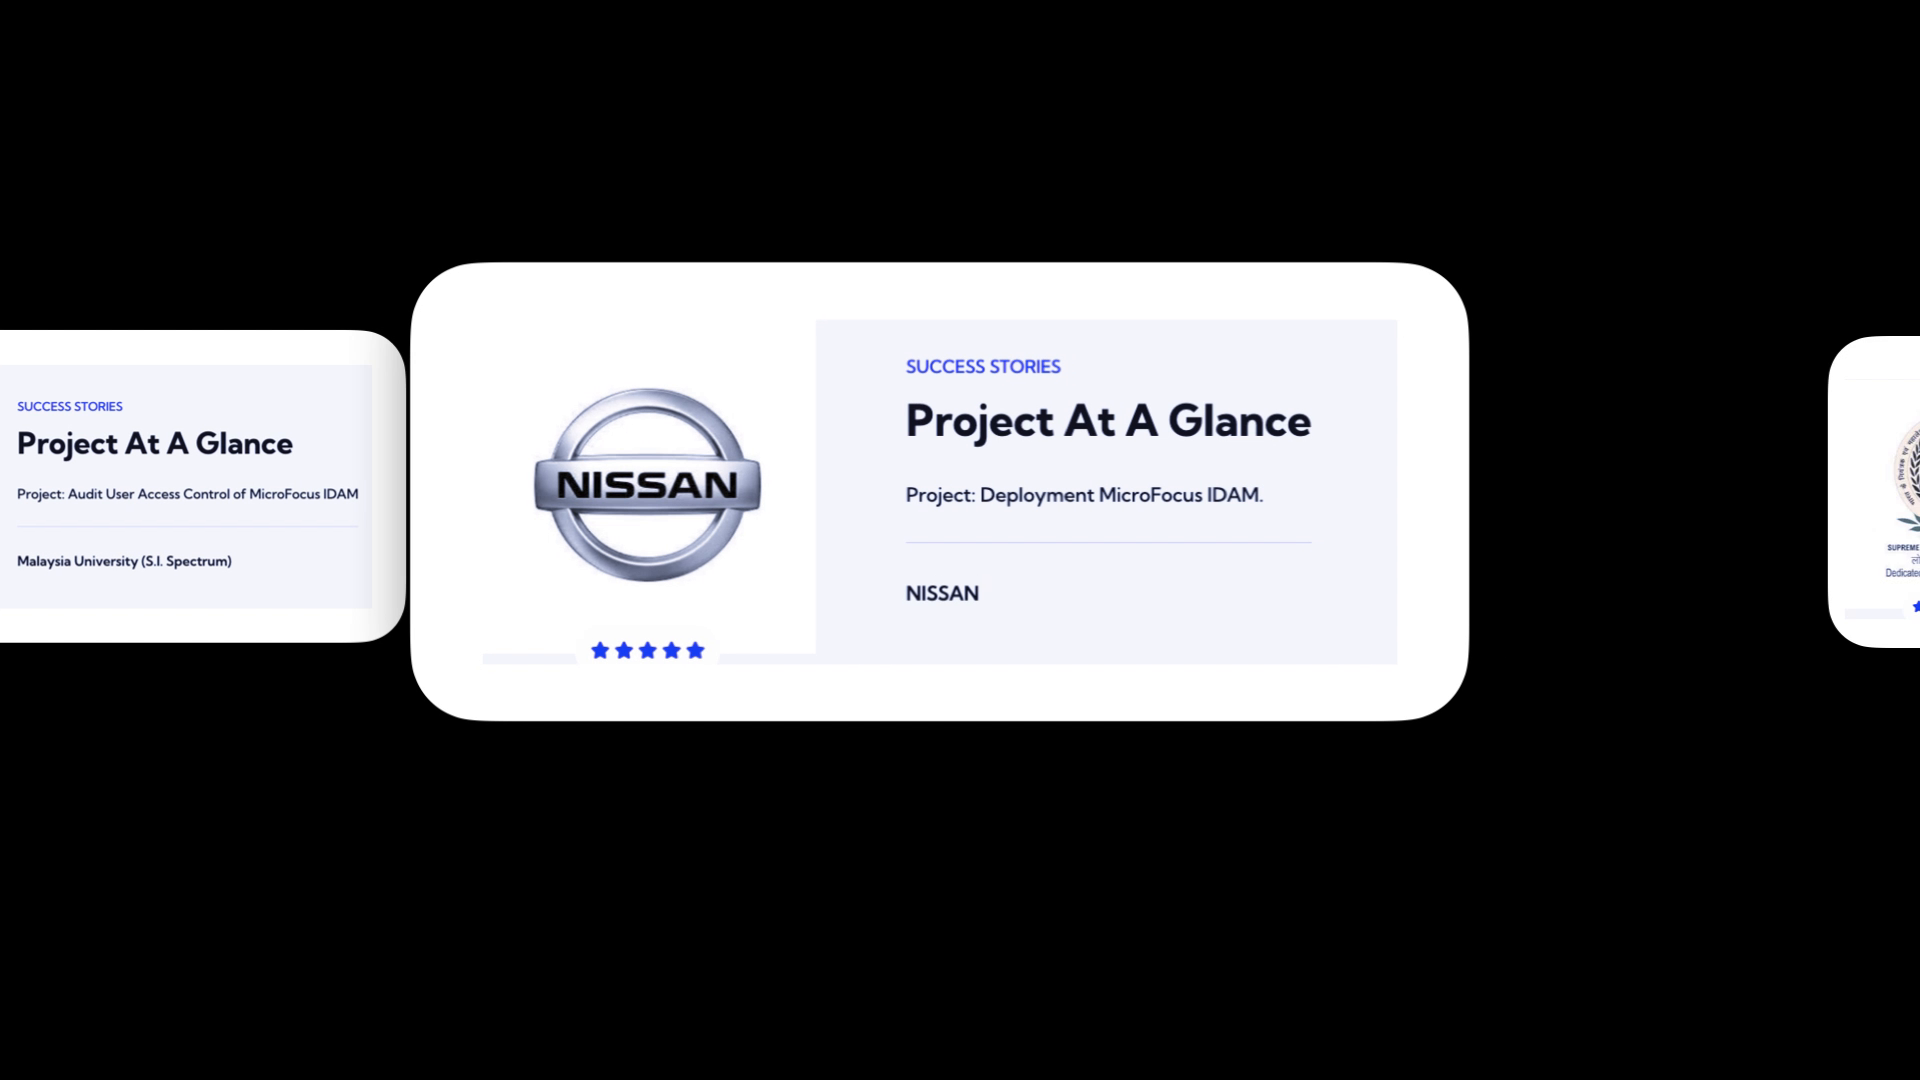 SUCCESS STORIES
Project At A Glance
Project: Audit User Access Control of MicroFocus IDAM
Malaysia University (S.I. Spectrum)
NISSAN
SUCCESS STORIES
Project At A Glance
Project: Deployment MicroFocus IDAM.
NISSAN
SUPREME
Dedicated